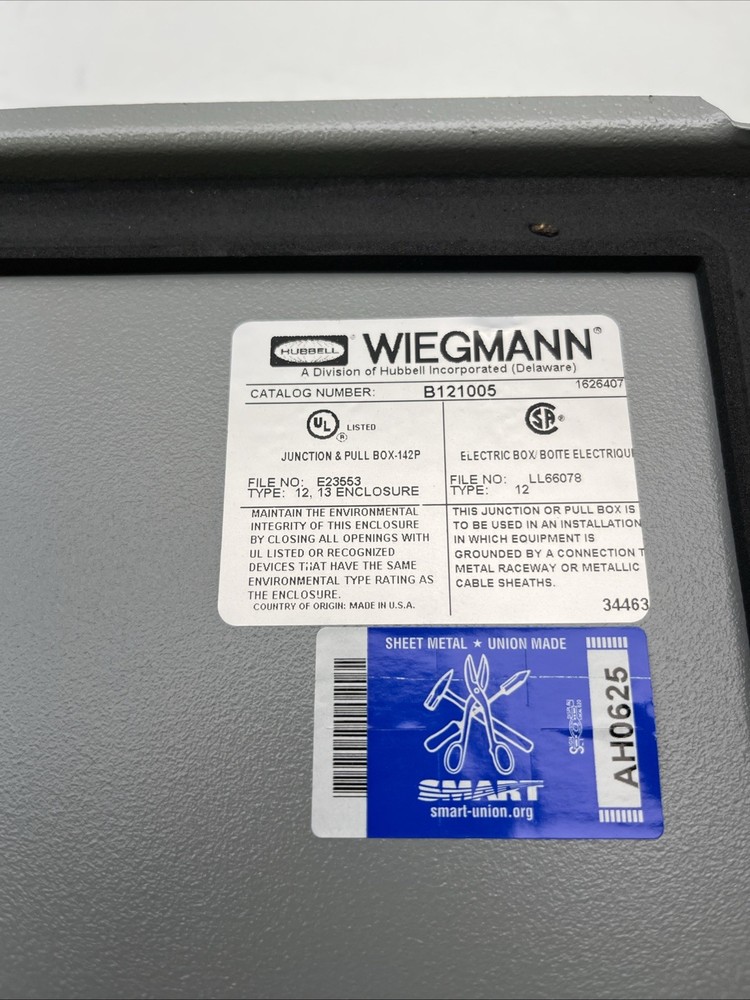 HUBBELL® WIEGMANN®
A Division of Hubbell Incorporated (Delaware)
CATALOG NUMBER: B121005 1626407
UL LISTED ®
SA®
JUNCTION & PULL BOX-142P
FILE NO: E23553
TYPE: 12, 13 ENCLOSURE
ELECTRIC BOX/BOITE ELECTRIQU
FILE NO: LL66078
TYPE: 12
MAINTAIN THE ENVIRONMENTAL
INTEGRITY OF THIS ENCLOSURE
BY CLOSING ALL OPENINGS WITH
UL LISTED OR RECOGNIZED
DEVICES THAT HAVE THE SAME
ENVIRONMENTAL TYPE RATING AS
THE ENCLOSURE.
COUNTRY OF ORIGIN: MADE IN U.S.A.
THIS JUNCTION OR PULL BOX IS
TO BE USED IN AN INSTALLATION
IN WHICH EQUIPMENT IS
GROUNDED BY A CONNECTION T
METAL RACEWAY OR METALLIC
CABLE SHEATHS.
34463
SHEET METAL ★ UNION MADE
SMART
smart-union.org
AH0625